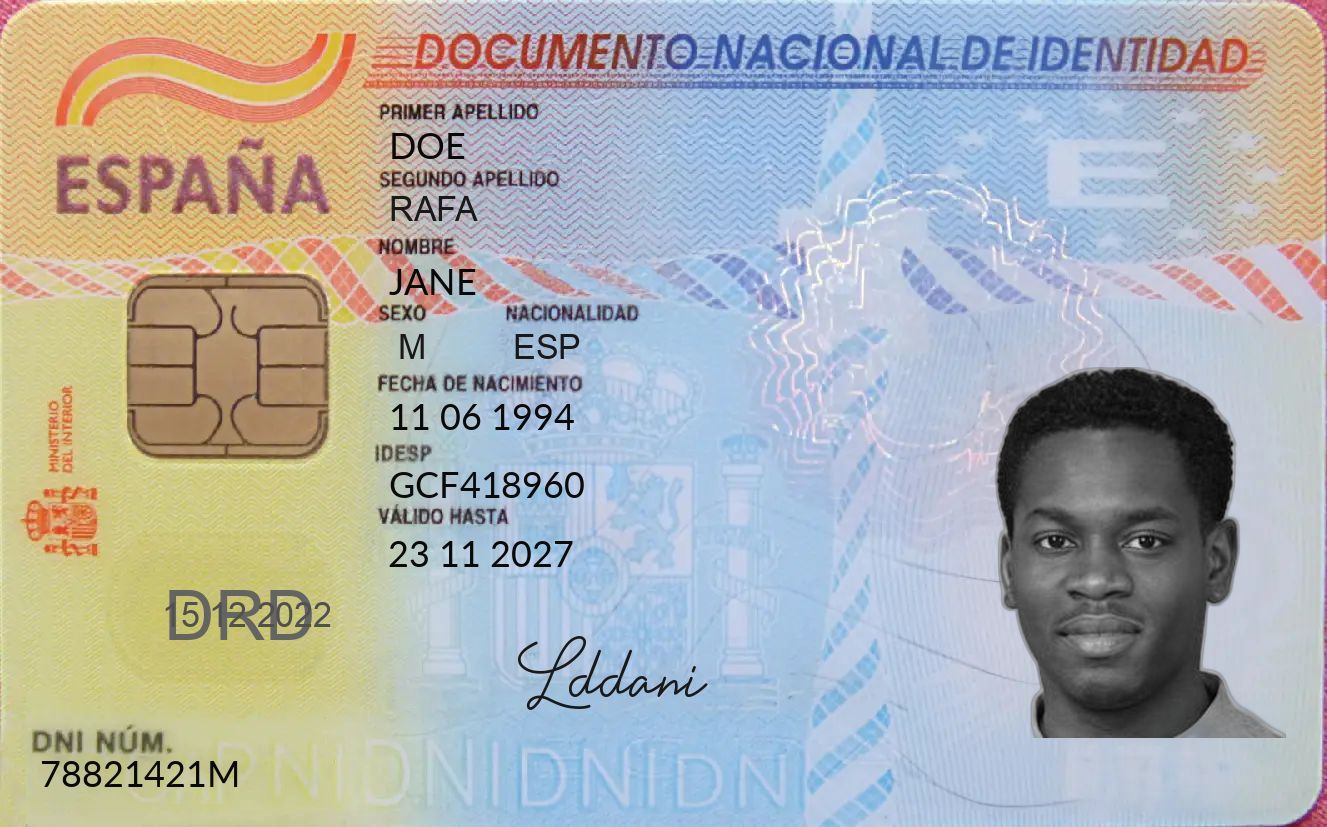 DOCUMENTO NACIONAL DE IDENTIDAD
ESPAÑA
PRIMER APELLIDO
DOE
SEGUNDO APELLIDO
RAFA
NOMBRE
JANE
SEXO NACIONALIDAD
M ESP
FECHA DE NACIMIENTO
11 06 1994
IDESP
GCF418960
VÁLIDO HASTA
23 11 2027
MINISTERIO
DEL INTERIOR
E
DRD
15 12 2022
Lddani
DNI NÚM.
78821421M
DNIDNIDNIDNI